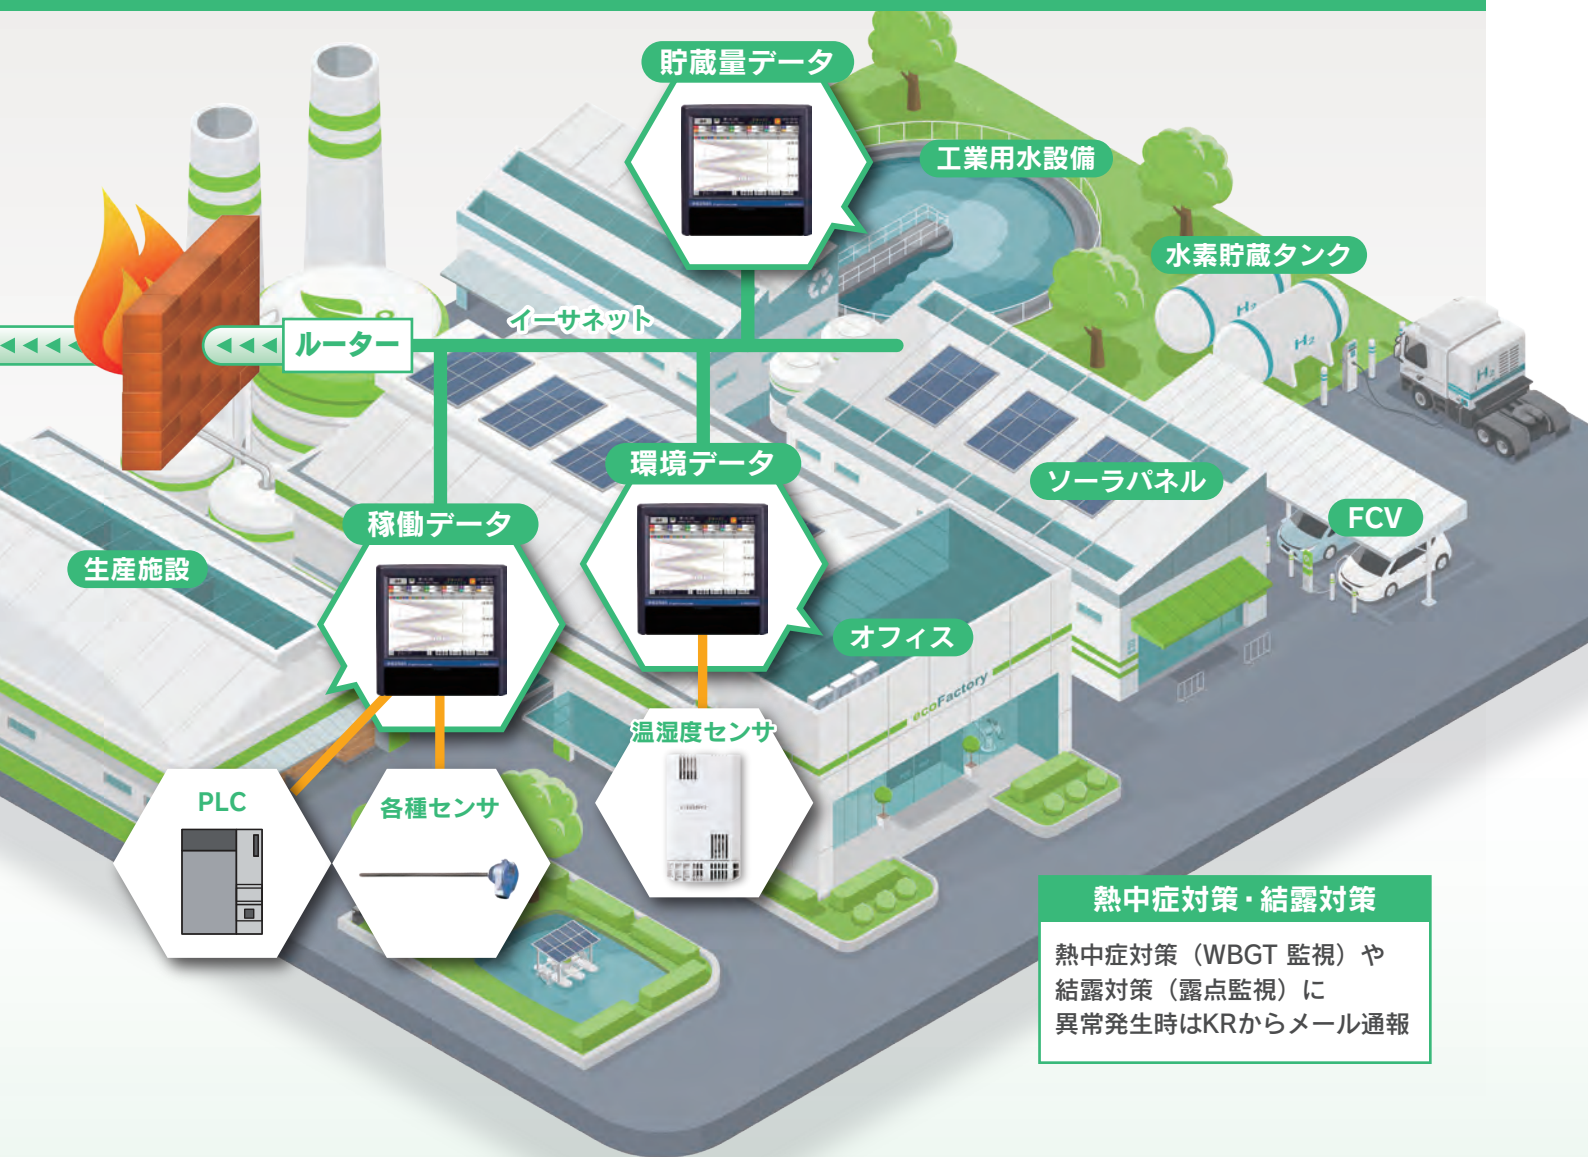 貯蔵量データ
工業用水設備
水素貯蔵タンク
H2
H2
H2
イーサネット
ルーター
環境データ
ソーラパネル
稼働データ
FCV
生産施設
オフィス
ecoFactory
温湿度センサ
PLC
各種センサ
熱中症対策・結露対策
熱中症対策（WBGT 監視）や
結露対策（露点監視）に
異常発生時はKRからメール通報